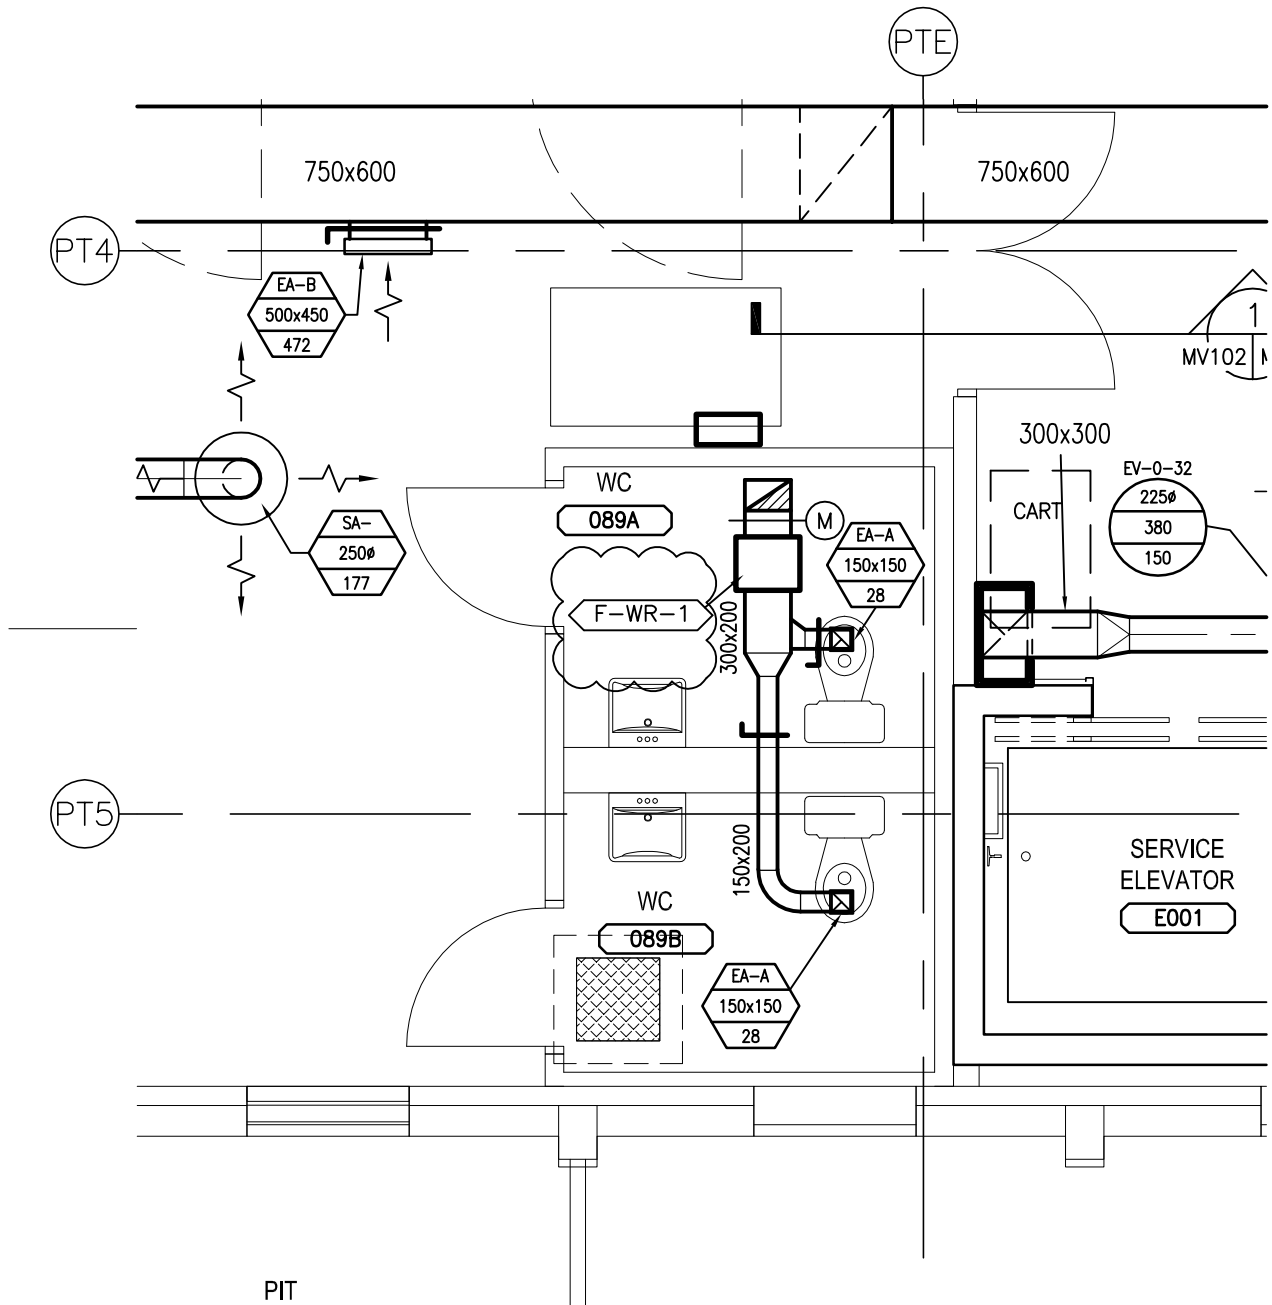 PTE
750x600
750x600
PT4
EA-B
500x450
472
1
MV102
300x300
WC
089A
M
EV-0-32
225ø
380
150
CART
SA-
250ø
177
EA-A
150x150
28
F-WR-1
300x200
PT5
150x200
SERVICE
ELEVATOR
E001
WC
089B
EA-A
150x150
28
PIT